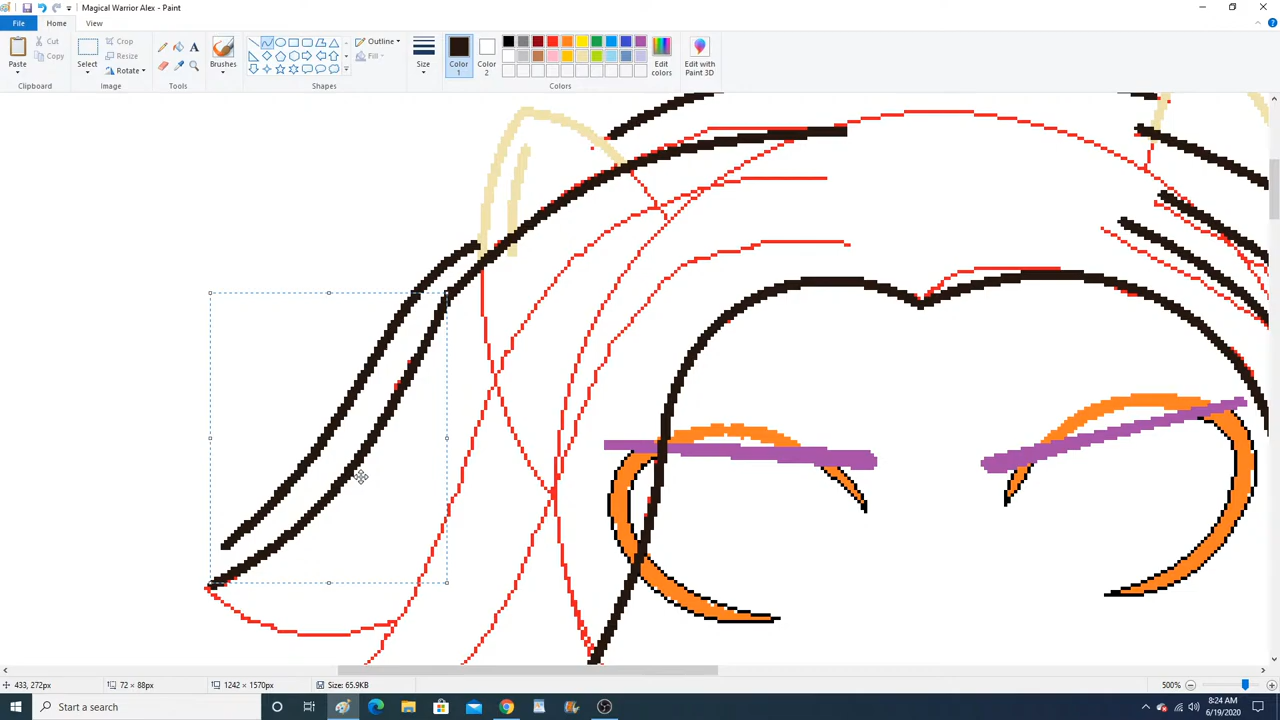 Magical Warrior Alex - Paint
File
Home
View
Paste
Cut
Copy
Clipboard
Select
Crop
Resize
Rotate
Image
A
Tools
Brushes
Outline
Fill
Shapes
Size
Color
1
Color
2
Edit
colors
Colors
Edit with
Paint 3D
433, 272px
72 × 88px
1242 × 1570px
Size: 65.9KB
500%
Start a search
8:24 AM
6/19/2020